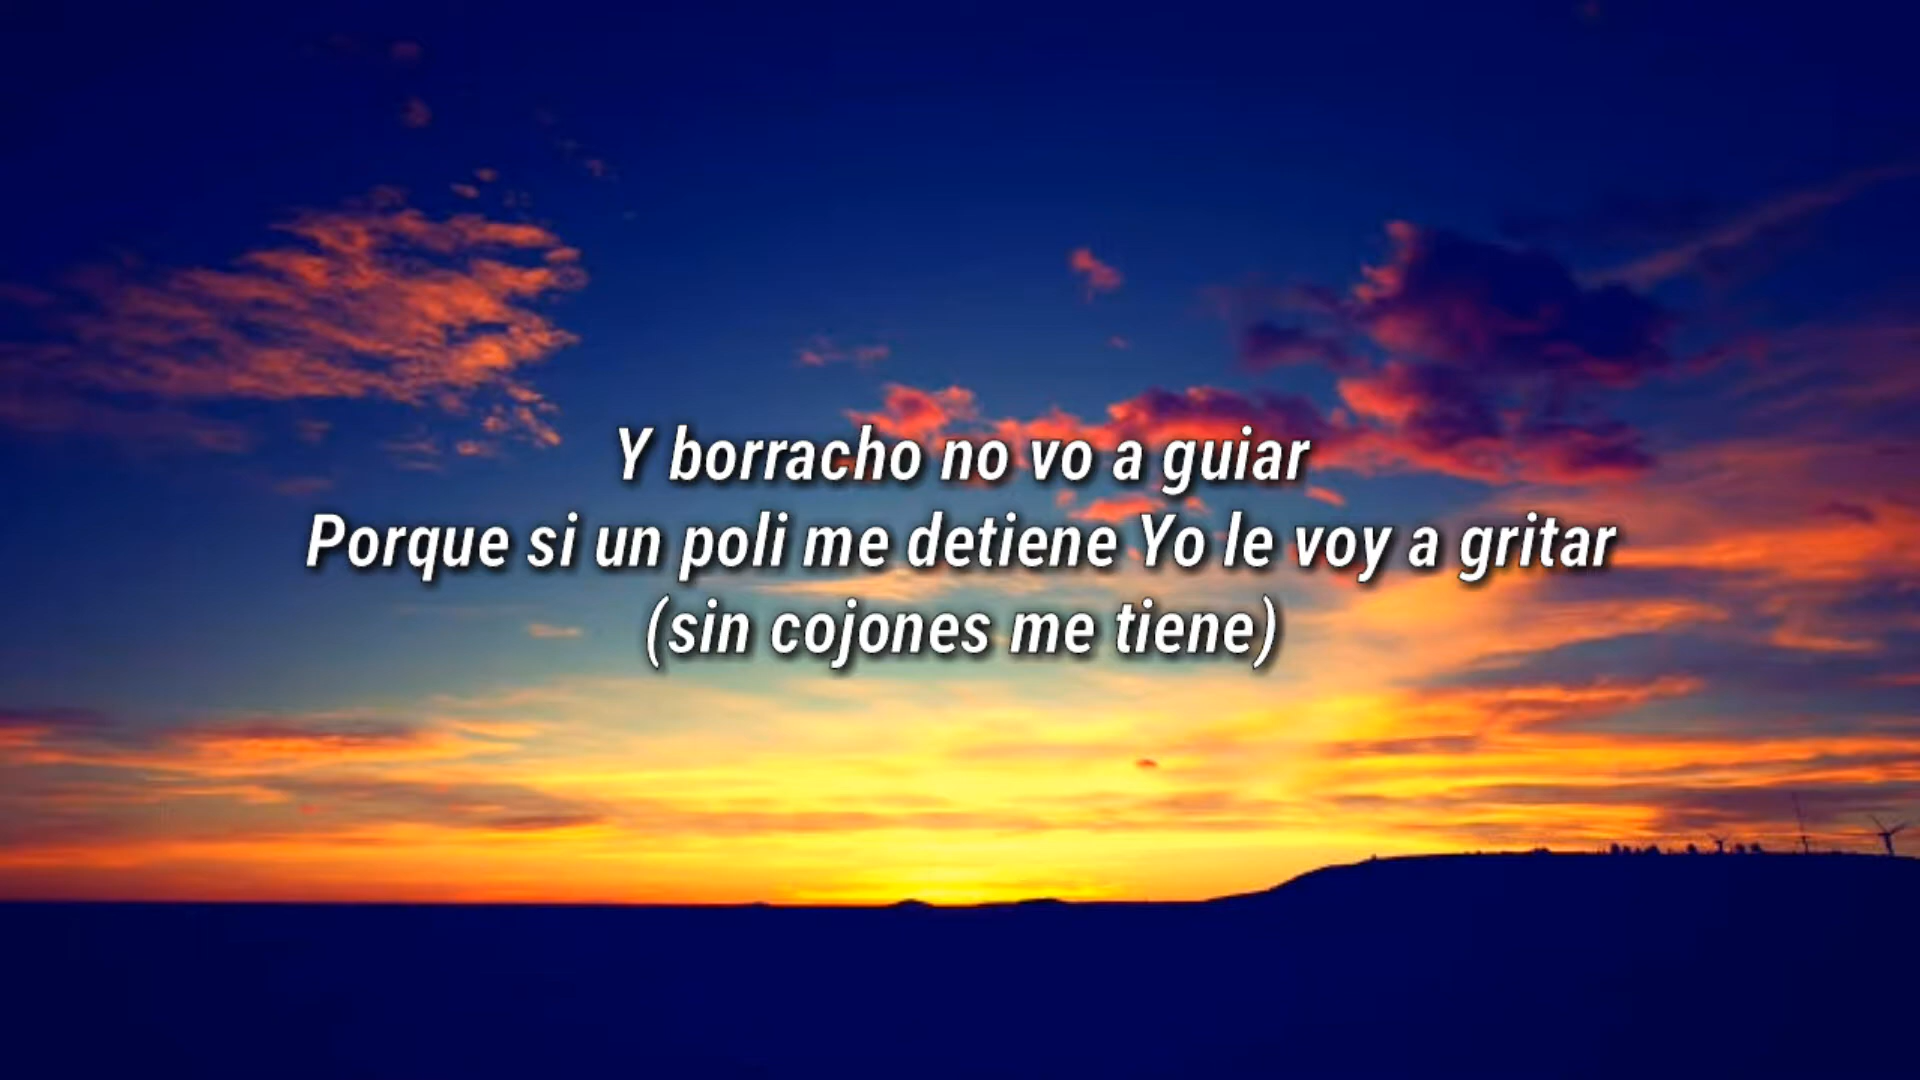 Y borracho no vo a guiar
Porque si un poli me detiene Yo le voy a gritar
(sin cojones me tiene)